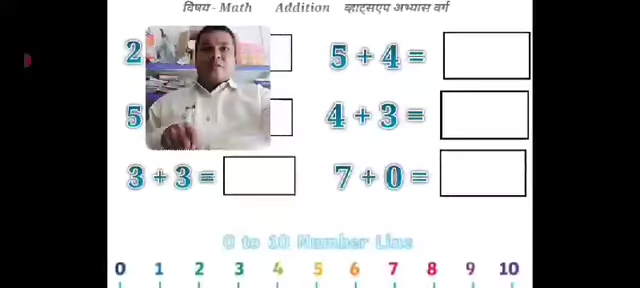 विषय - Math Addition व्हाट्सएप अभ्यास वर्ग
2 5 + 4 =
5 4 + 3 =
3 + 3 = 7 + 0 =
0 to 10 Number Line
0 1 2 3 4 5 6 7 8 9 10